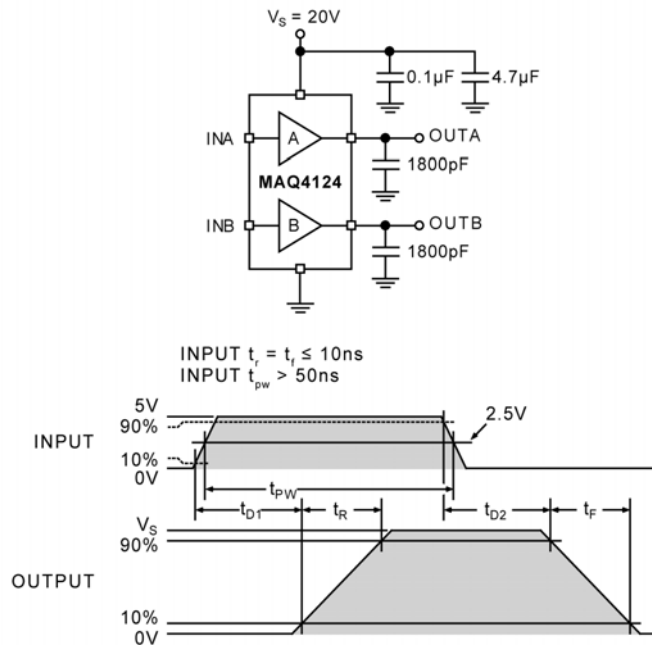 V_S = 20V
0.1µF
4.7µF
INA
A
OUTA
1800pF
MAQ4124
INB
B
OUTB
1800pF
INPUT t_r = t_f ≤ 10ns
INPUT t_pw > 50ns
5V
90%
2.5V
INPUT
10%
0V
t_PW
t_D1
t_R
t_D2
t_F
V_S
90%
OUTPUT
10%
0V